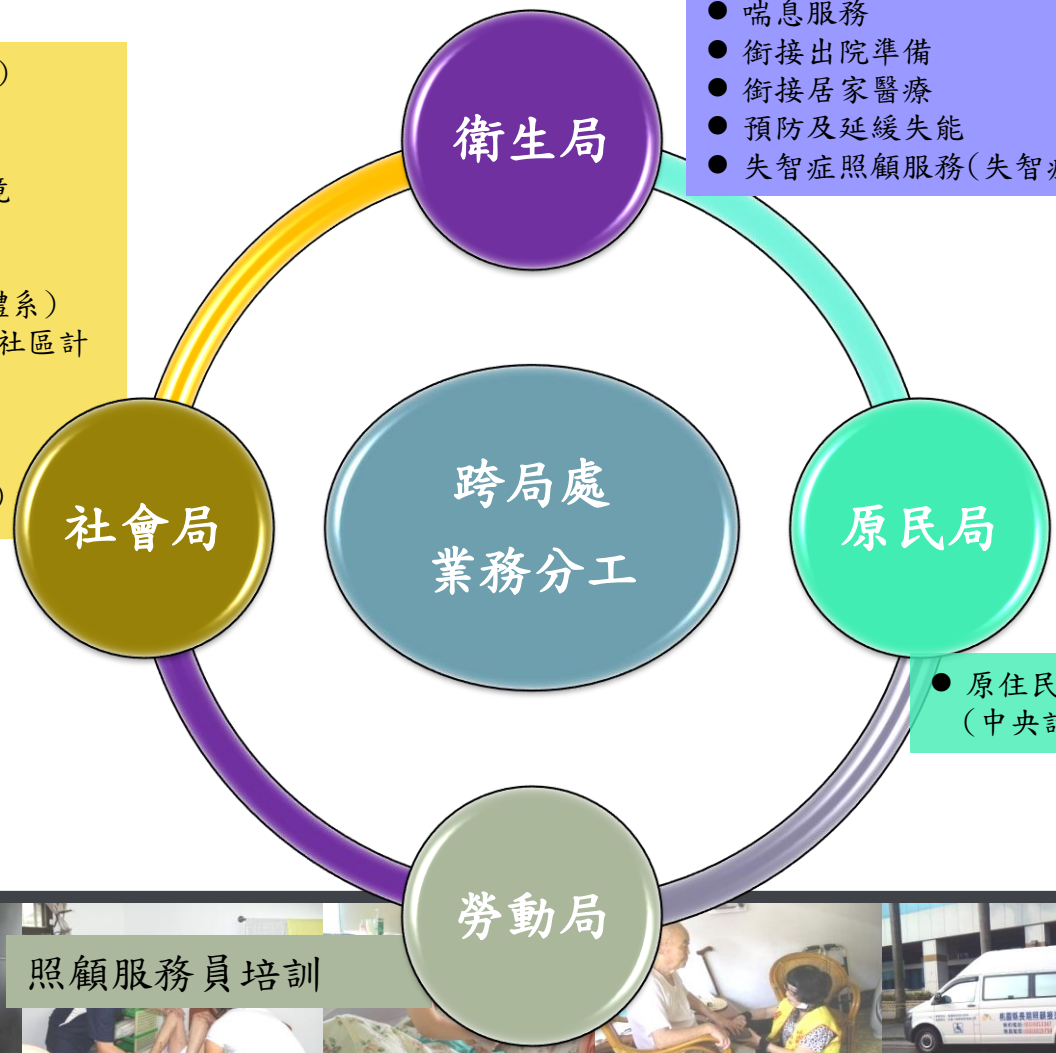 ● 喘息服務
● 銜接出院準備
● 銜接居家醫療
● 預防及延緩失能
● 失智症照顧服務(失智
)
衛生局
境
體系)
社區計
)
社會局
跨局處
業務分工
原民局
● 原住民
(中央
勞動局
照顧服務員培訓